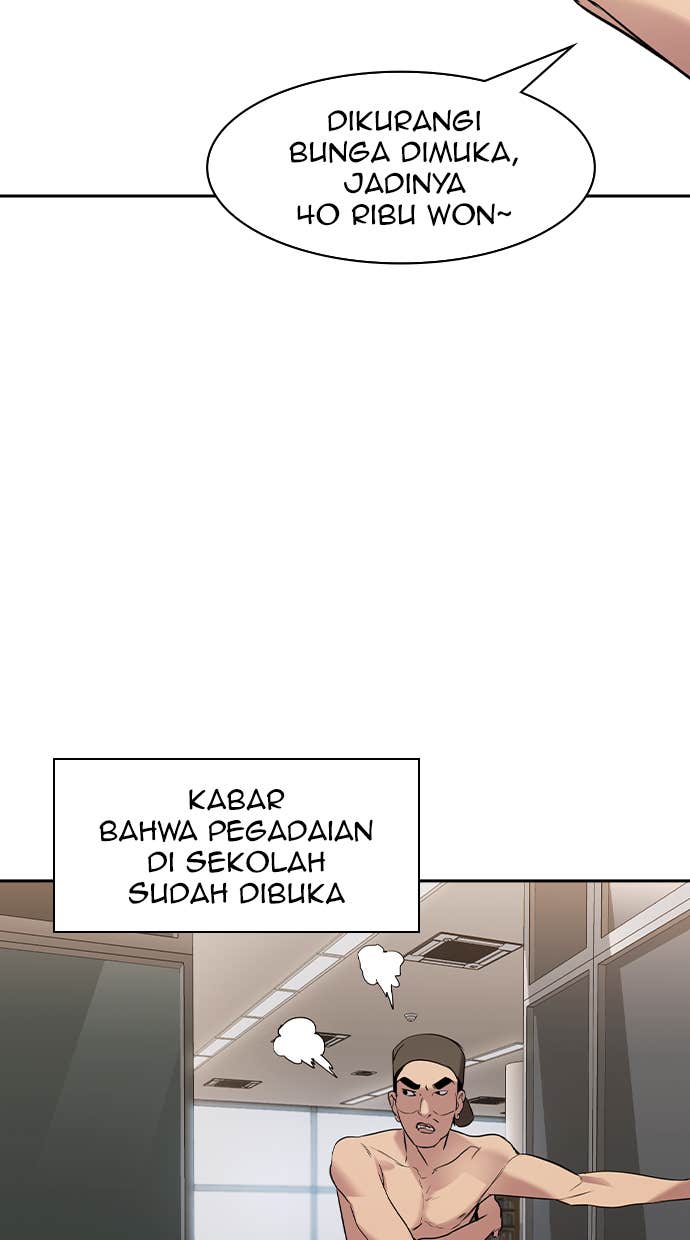 DIKURANGI
BUNGA DIMUKA,
JADINYA
40 RIBU WON~
KABAR
BAHWA PEGADAIAN
DI SEKOLAH
SUDAH DIBUKA